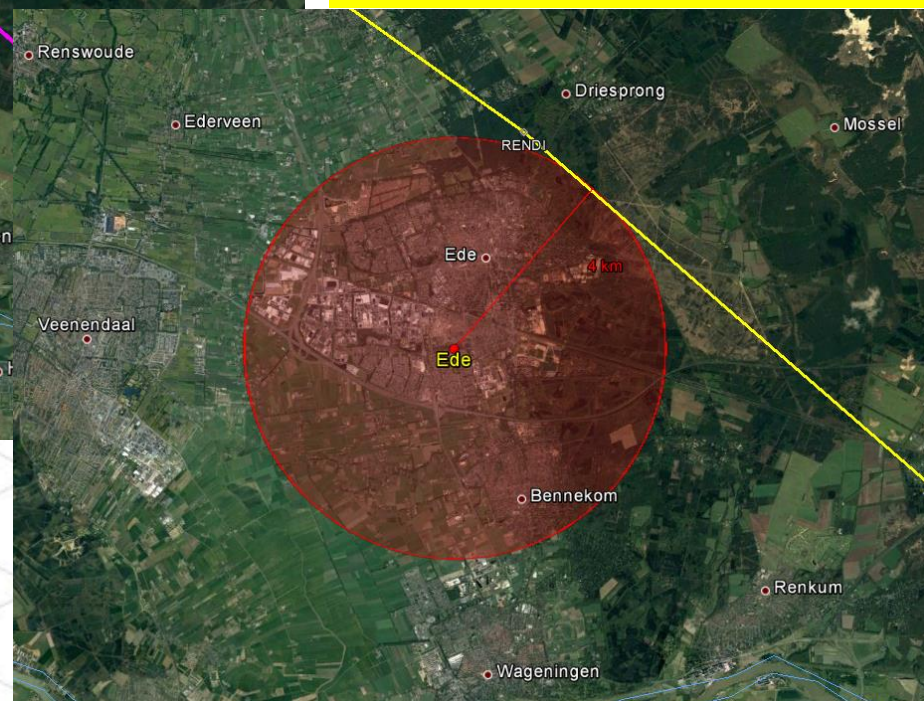 Renswoude
Driesprong
Ederveen
Mossel
RENDI
Ede
4 km
Veenendaal
Ede
Bennekom
Renkum
Wageningen